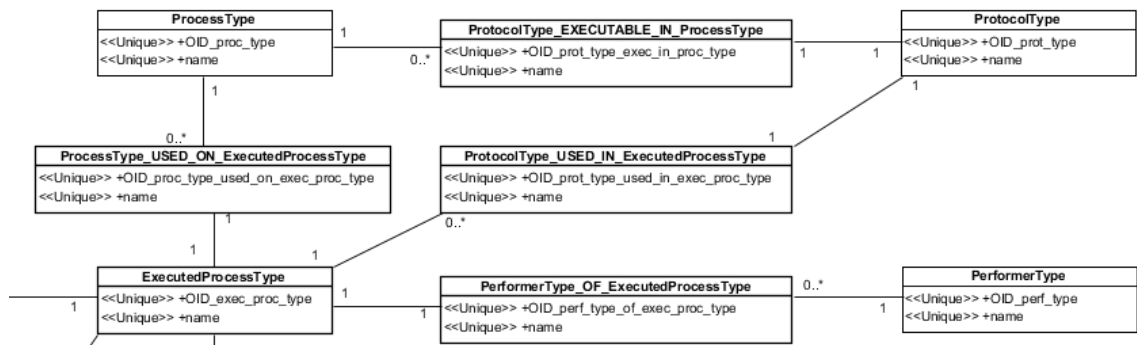 ProcessType
<<Unique>> +OID_proc_type
<<Unique>> +name
1
0..*
ProtocolType_EXECUTABLE_IN_ProcessType
<<Unique>> +OID_prot_type_exec_in_proc_type
<<Unique>> +name
1
1
ProtocolType
<<Unique>> +OID_prot_type
<<Unique>> +name
1
0..*
1
1
ProcessType_USED_ON_ExecutedProcessType
<<Unique>> +OID_proc_type_used_on_exec_proc_type
<<Unique>> +name
ProtocolType_USED_IN_ExecutedProcessType
<<Unique>> +OID_prot_type_used_in_exec_proc_type
<<Unique>> +name
1
1
1
0..*
ExecutedProcessType
<<Unique>> +OID_exec_proc_type
<<Unique>> +name
1
1
1
PerformerType_OF_ExecutedProcessType
<<Unique>> +OID_perf_type_of_exec_proc_type
<<Unique>> +name
0..*
1
PerformerType
<<Unique>> +OID_perf_type
<<Unique>> +name